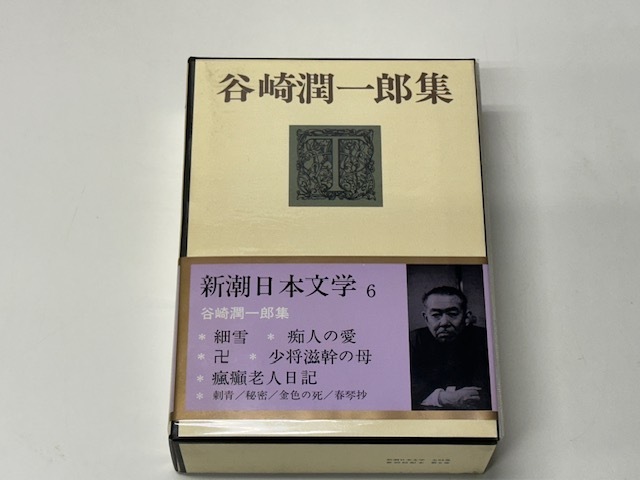 谷崎潤一郎集
T
新潮日本文学 6
谷崎潤一郎集
* 細雪 * 痴人の愛
* 卍 * 少将滋幹の母
* 瘋癲老人日記
* 刺青/秘密/金色の死/春琴抄